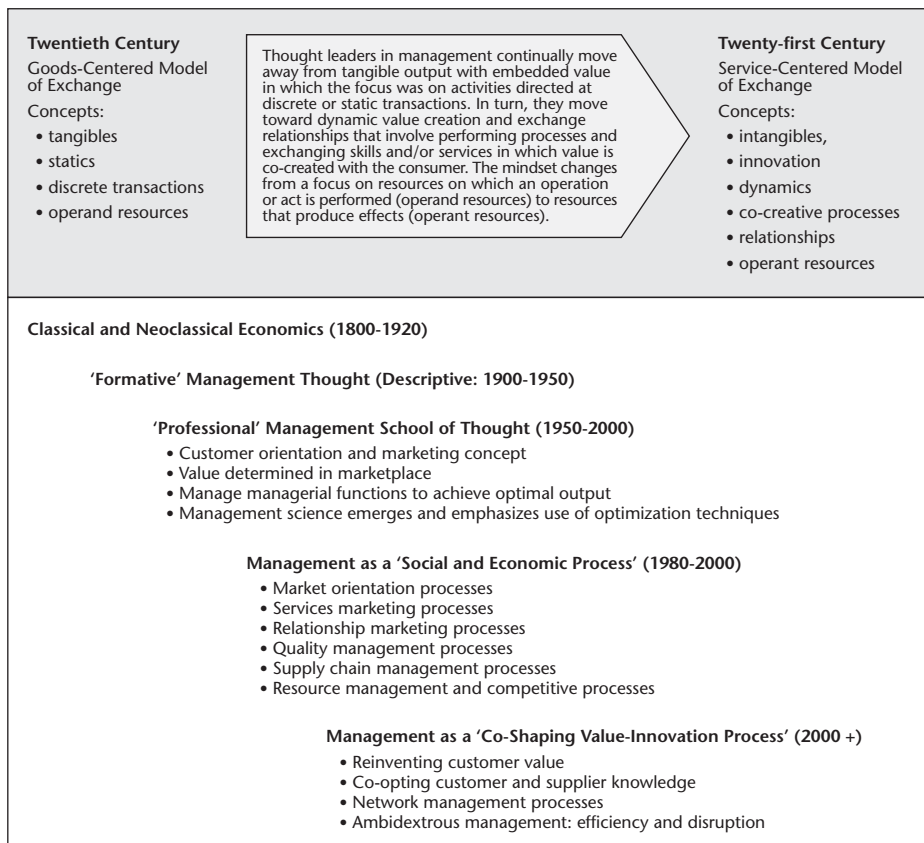 Twentieth Century
Goods-Centered Model
of Exchange
Concepts:
• tangibles
• statics
• discrete transactions
• operand resources
Thought leaders in management continually move
away from tangible output with embedded value
in which the focus was on activities directed at
discrete or static transactions. In turn, they move
toward dynamic value creation and exchange
relationships that involve performing processes and
exchanging skills and/or services in which value is
co-created with the consumer. The mindset changes
from a focus on resources on which an operation
or act is performed (operand resources) to resources
that produce effects (operant resources).
Twenty-first Century
Service-Centered Model
of Exchange
Concepts:
• intangibles,
• innovation
• dynamics
• co-creative processes
• relationships
• operant resources
Classical and Neoclassical Economics (1800-1920)
‘Formative’ Management Thought (Descriptive: 1900-1950)
‘Professional’ Management School of Thought (1950-2000)
• Customer orientation and marketing concept
• Value determined in marketplace
• Manage managerial functions to achieve optimal output
• Management science emerges and emphasizes use of optimization techniques
Management as a ‘Social and Economic Process’ (1980-2000)
• Market orientation processes
• Services marketing processes
• Relationship marketing processes
• Quality management processes
• Supply chain management processes
• Resource management and competitive processes
Management as a ‘Co-Shaping Value-Innovation Process’ (2000 +)
• Reinventing customer value
• Co-opting customer and supplier knowledge
• Network management processes
• Ambidextrous management: efficiency and disruption